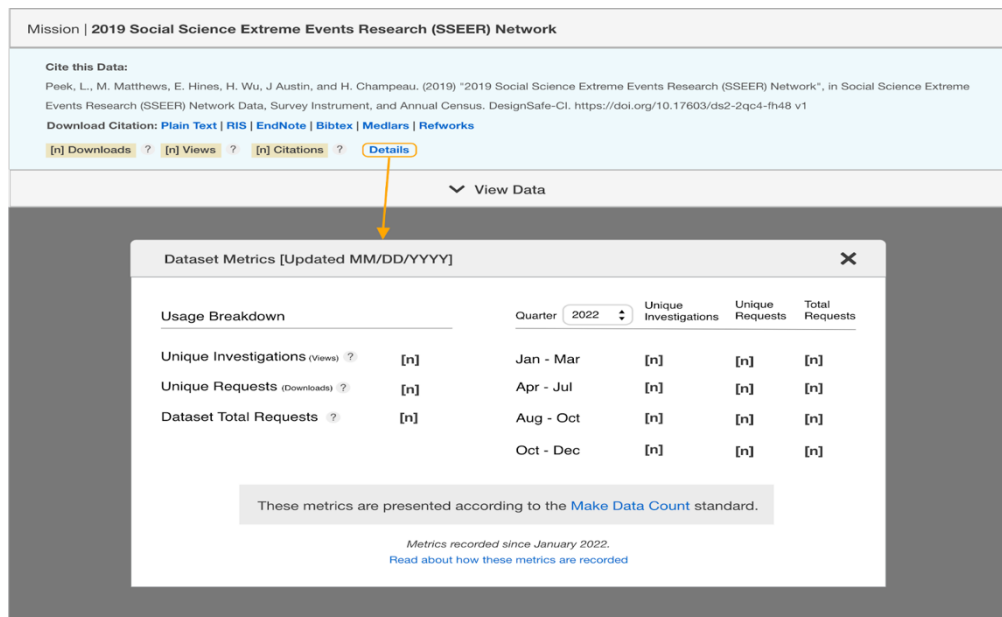 Mission | 2019 Social Science Extreme Events Research (SSEER) Network
Cite this Data:
Peek, L., M. Matthews, E. Hines, H. Wu, J Austin, and H. Champeau. (2019) "2019 Social Science Extreme Events Research (SSEER) Network", in Social Science Extreme
Events Research (SSEER) Network Data, Survey Instrument, and Annual Census. DesignSafe-CI. https://doi.org/10.17603/ds2-2qc4-fh48 v1
Download Citation: Plain Text | RIS | EndNote | Bibtex | Medlars | Refworks
[n] Downloads ? [n] Views ? [n] Citations ? Details
View Data
Dataset Metrics [Updated MM/DD/YYYY]
Usage Breakdown
Unique Investigations (Views) ? [n]
Unique Requests (Downloads) ? [n]
Dataset Total Requests ? [n]
Quarter 2022 Unique Investigations Unique Requests Total Requests
Jan - Mar [n] [n] [n]
Apr - Jul [n] [n] [n]
Aug - Oct [n] [n] [n]
Oct - Dec [n] [n] [n]
These metrics are presented according to the Make Data Count standard.
Metrics recorded since January 2022.
Read about how these metrics are recorded